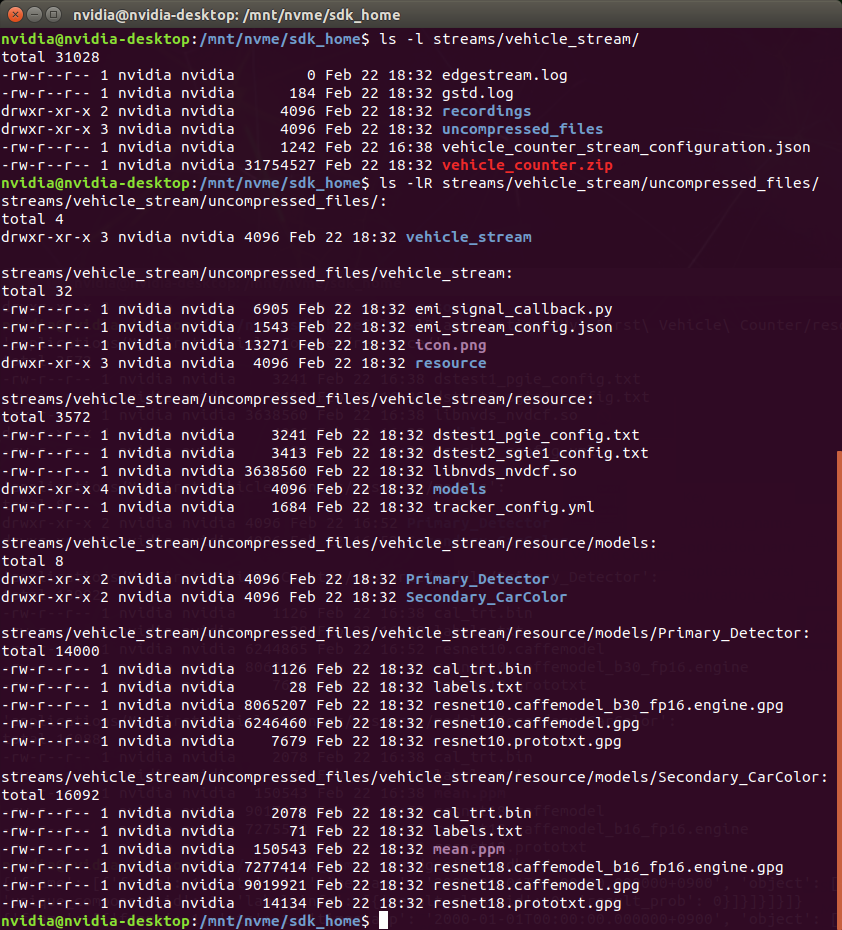 nvidia@nvidia-desktop: /mnt/nvme/sdk_home
nvidia@nvidia-desktop:/mnt/nvme/sdk_home$ ls -l streams/vehicle_stream/
total 31028
-rw-r--r-- 1 nvidia nvidia        0 Feb 22 18:32 edgestream.log
-rw-r--r-- 1 nvidia nvidia      184 Feb 22 18:32 gstd.log
drwxr-xr-x 2 nvidia nvidia     4096 Feb 22 18:32 recordings
drwxr-xr-x 3 nvidia nvidia     4096 Feb 22 18:32 uncompressed_files
-rw-r--r-- 1 nvidia nvidia     1242 Feb 22 16:38 vehicle_counter_stream_configuration.json
-rw-r--r-- 1 nvidia nvidia 31754527 Feb 22 18:32 vehicle_counter.zip
nvidia@nvidia-desktop:/mnt/nvme/sdk_home$ ls -lR streams/vehicle_stream/uncompressed_files/
streams/vehicle_stream/uncompressed_files/:
total 4
drwxr-xr-x 3 nvidia nvidia 4096 Feb 22 18:32 vehicle_stream

streams/vehicle_stream/uncompressed_files/vehicle_stream:
total 32
-rw-r--r-- 1 nvidia nvidia  6905 Feb 22 18:32 emi_signal_callback.py
-rw-r--r-- 1 nvidia nvidia  1543 Feb 22 18:32 emi_stream_config.json
-rw-r--r-- 1 nvidia nvidia 13271 Feb 22 18:32 icon.png
drwxr-xr-x 3 nvidia nvidia  4096 Feb 22 18:32 resource

streams/vehicle_stream/uncompressed_files/vehicle_stream/resource:
total 3572
-rw-r--r-- 1 nvidia nvidia    3241 Feb 22 18:32 dstest1_pgie_config.txt
-rw-r--r-- 1 nvidia nvidia    3413 Feb 22 18:32 dstest2_sgie1_config.txt
-rw-r--r-- 1 nvidia nvidia 3638560 Feb 22 18:32 libnvds_nvdcf.so
drwxr-xr-x 4 nvidia nvidia    4096 Feb 22 18:32 models
-rw-r--r-- 1 nvidia nvidia    1684 Feb 22 18:32 tracker_config.yml

streams/vehicle_stream/uncompressed_files/vehicle_stream/resource/models:
total 8
drwxr-xr-x 2 nvidia nvidia 4096 Feb 22 18:32 Primary_Detector
drwxr-xr-x 2 nvidia nvidia 4096 Feb 22 18:32 Secondary_CarColor

streams/vehicle_stream/uncompressed_files/vehicle_stream/resource/models/Primary_Detector:
total 14000
-rw-r--r-- 1 nvidia nvidia    1126 Feb 22 18:32 cal_trt.bin
-rw-r--r-- 1 nvidia nvidia      28 Feb 22 18:32 labels.txt
-rw-r--r-- 1 nvidia nvidia 8065207 Feb 22 18:32 resnet10.caffemodel_b30_fp16.engine.gpg
-rw-r--r-- 1 nvidia nvidia 6246460 Feb 22 18:32 resnet10.caffemodel.gpg
-rw-r--r-- 1 nvidia nvidia    7679 Feb 22 18:32 resnet10.prototxt.gpg

streams/vehicle_stream/uncompressed_files/vehicle_stream/resource/models/Secondary_CarColor:
total 16092
-rw-r--r-- 1 nvidia nvidia    2078 Feb 22 18:32 cal_trt.bin
-rw-r--r-- 1 nvidia nvidia      71 Feb 22 18:32 labels.txt
-rw-r--r-- 1 nvidia nvidia  150543 Feb 22 18:32 mean.ppm
-rw-r--r-- 1 nvidia nvidia 7277414 Feb 22 18:32 resnet18.caffemodel_b16_fp16.engine.gpg
-rw-r--r-- 1 nvidia nvidia 9019921 Feb 22 18:32 resnet18.caffemodel.gpg
-rw-r--r-- 1 nvidia nvidia   14134 Feb 22 18:32 resnet18.prototxt.gpg
nvidia@nvidia-desktop:/mnt/nvme/sdk_home$